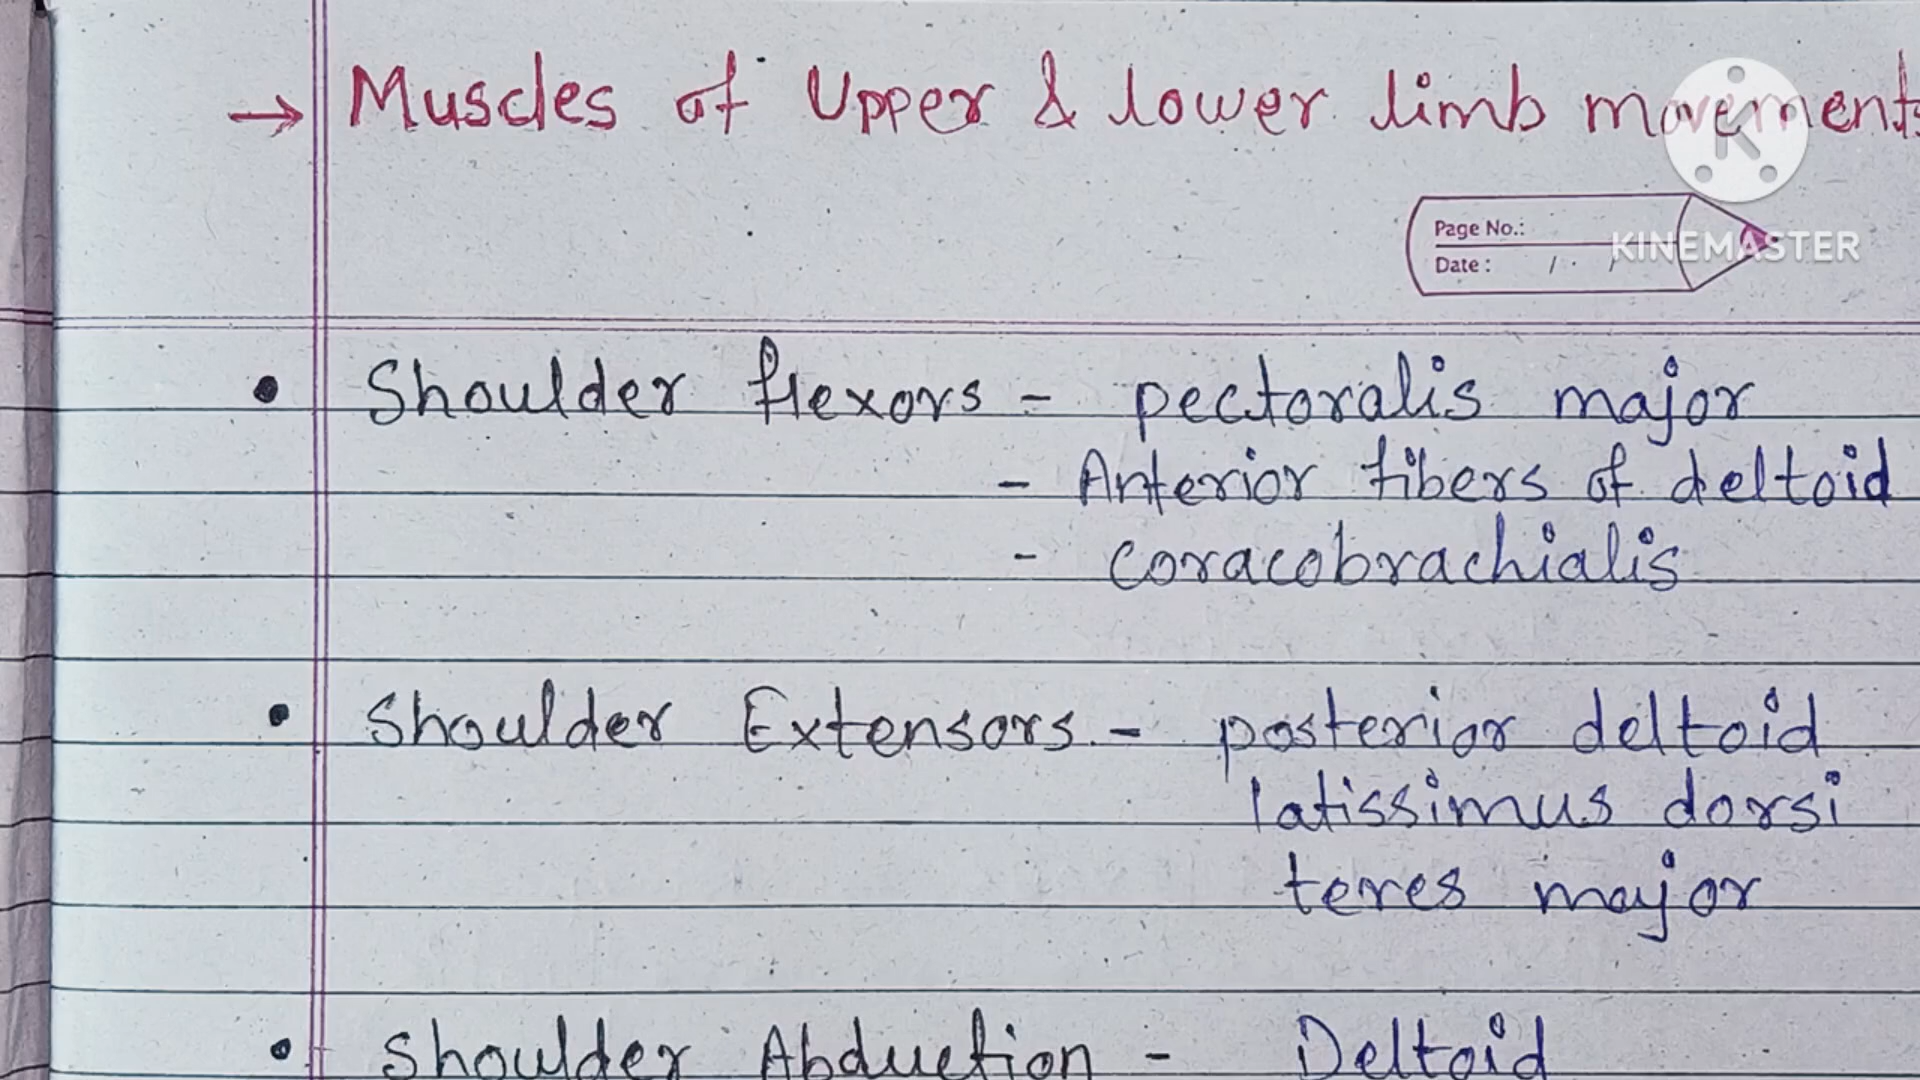 → Muscles of Upper & lower limb movements
K
Page No.:
KINEMASTER
Date : / /
• Shoulder flexors - pectoralis major
- Anterior fibers of deltoid
- coracobrachialis
• Shoulder Extensors - posterior deltoid
latissimus dorsi
teres major
• Shoulder Abduction - Deltoid